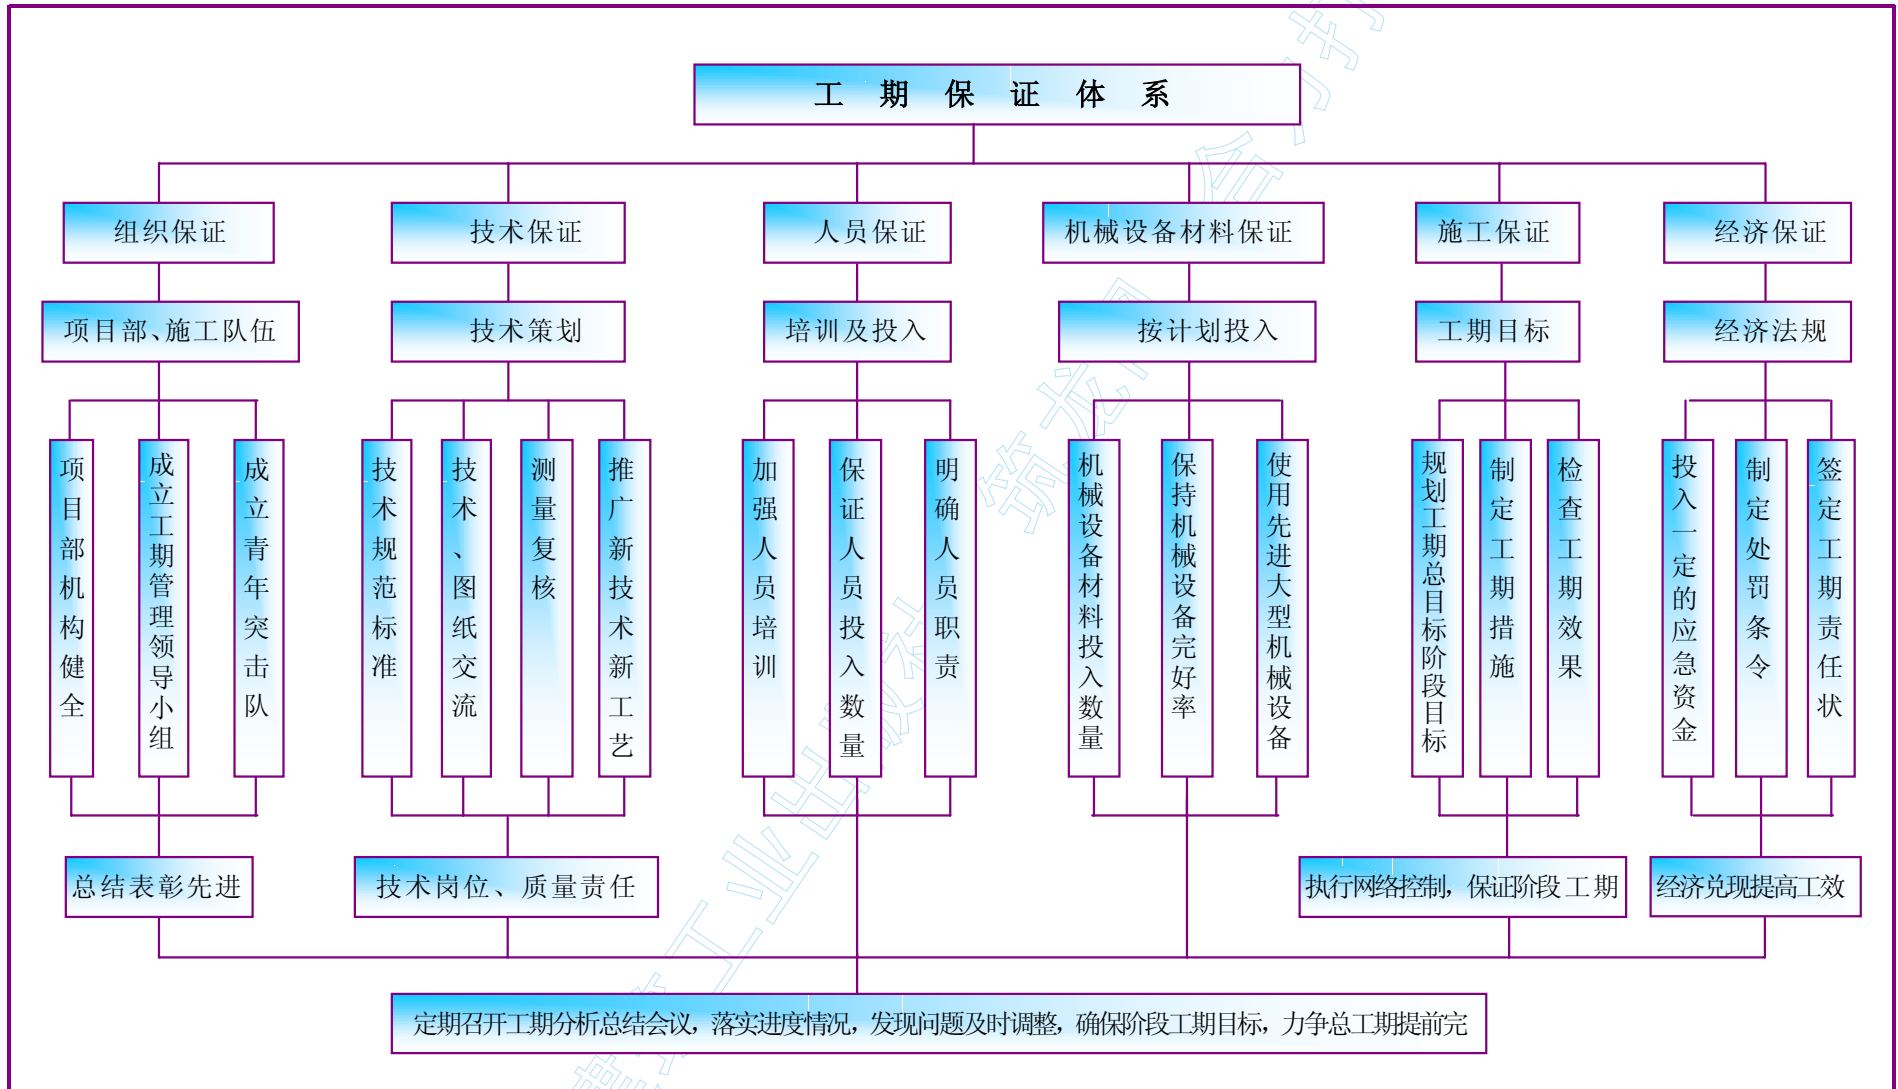 工期保证体系
组织保证
技术保证
人员保证
机械设备材料保证
施工保证
经济保证
项目部、施工队伍
技术策划
培训及投入
按计划投入
工期目标
经济法规
项目部机构健全
成立工期管理领导小组
成立青年突击队
技术规范标准
技术、图纸交流
测量复核
推广新技术新工艺
加强人员培训
保证人员投入数量
明确人员职责
机械设备材料投入数量
保持机械设备完好率
使用先进大型机械设备
规划工期总目标阶段目标
制定工期措施
检查工期效果
投入一定的应急资金
制定处罚条令
签定工期责任状
总结表彰先进
技术岗位、质量责任
执行网络控制，保证阶段工期
经济兑现提高工效
定期召开工期分析总结会议，落实进度情况，发现问题及时调整，确保阶段工期目标，力争总工期提前完
筑龙网
工业出版社